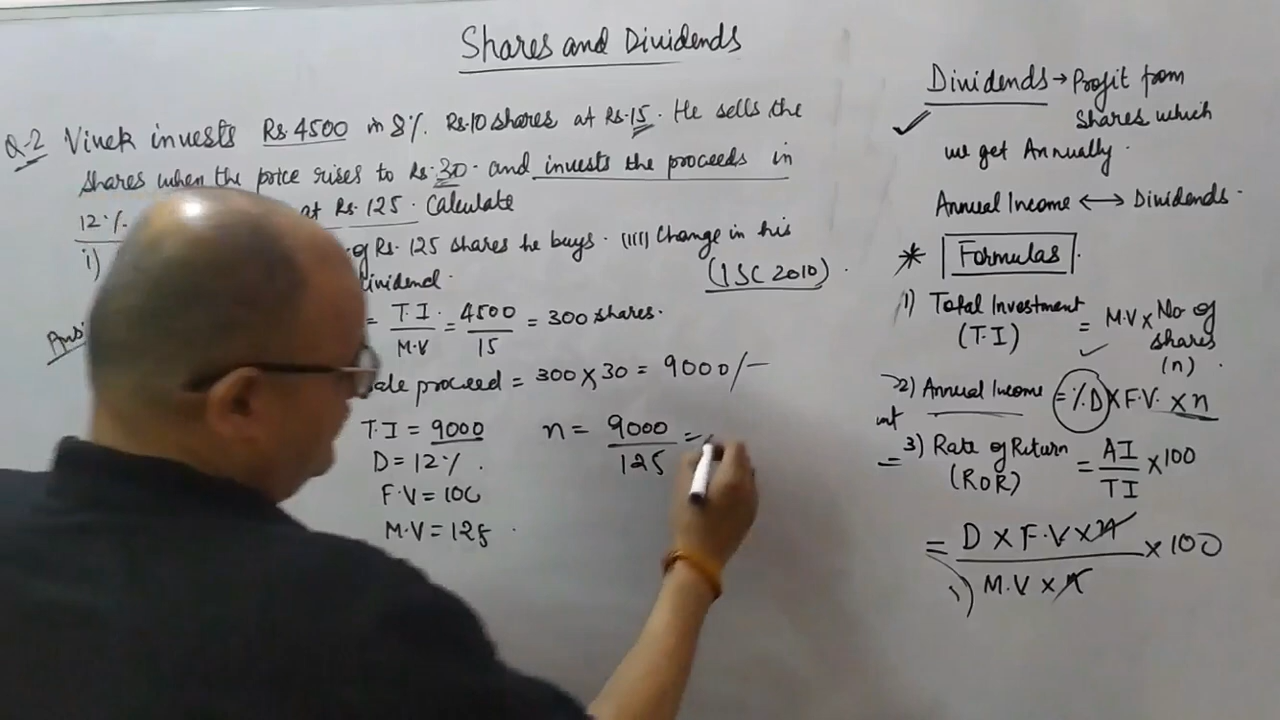 Shares and Dividends
Q-2 Vivek invests Rs. 4500 in 8% Rs.10 shares at Rs.15. He sells the
shares when the price rises to Rs.30. and invests the proceeds in
12% at Rs.125. Calculate
i) of Rs.125 shares he buys. (iii) Change in his
dividend. (ISC 2010).
Ans: = T.I. / M.V = 4500 / 15 = 300 shares.
ale proceed = 300 × 30 = 9000/-
T.I = 9000 n = 9000 / 125 =
D = 12%.
F.V = 100
M.V = 125
Dividends → Profit from
shares which
we get Annually.
Annual Income ↔ Dividends.
* Formulas
1) Total Investment = M.V × No of
(T.I) shares
(n).
2) Annual Income = %D × F.V. × n
3) Rate of Return = AI / TI × 100
(ROR)
= D × F.V × n / M.V × n × 100